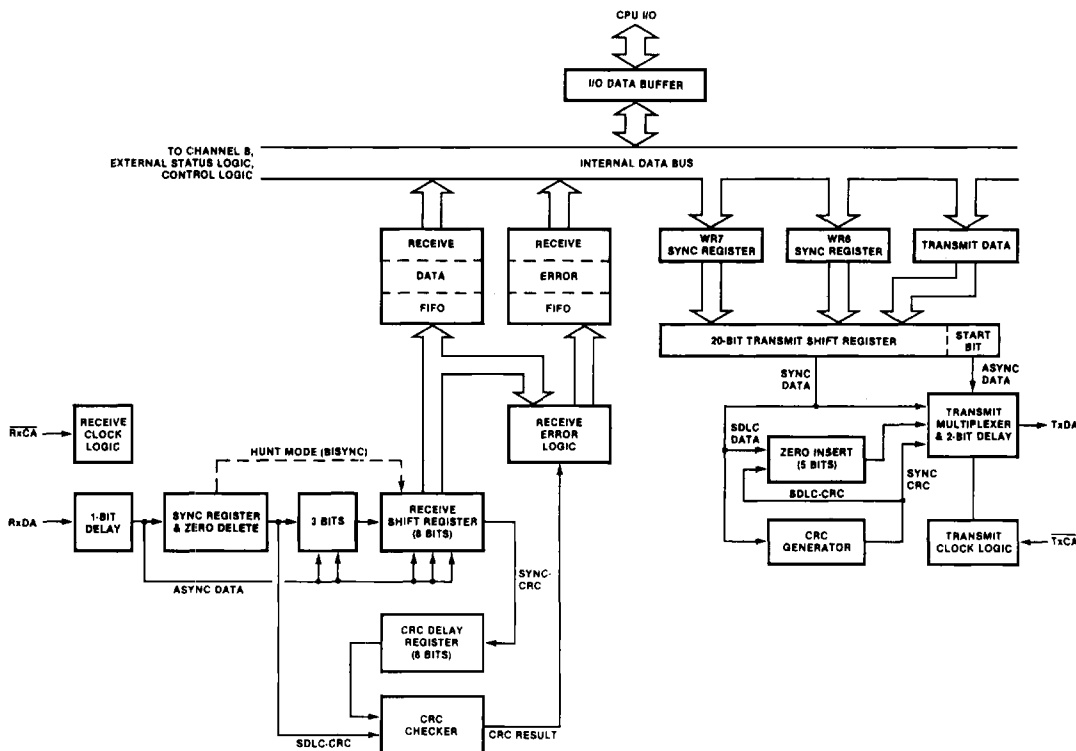 CPU I/O
I/O DATA BUFFER
TO CHANNEL B,
EXTERNAL STATUS LOGIC,
CONTROL LOGIC
INTERNAL DATA BUS
RECEIVE
DATA
FIFO
RECEIVE
ERROR
FIFO
WR7
SYNC REGISTER
WR6
SYNC REGISTER
TRANSMIT DATA
20-BIT TRANSMIT SHIFT REGISTER
START
BIT
SYNC
DATA
ASYNC
DATA
RxCA
RECEIVE
CLOCK
LOGIC
RECEIVE
ERROR
LOGIC
TRANSMIT
MULTIPLEXER
& 2-BIT DELAY
TxDA
SDLC
DATA
ZERO INSERT
(5 BITS)
SYNC
CRC
SDLC-CRC
HUNT MODE (BISYNC)
RxDA
1-BIT
DELAY
SYNC REGISTER
& ZERO DELETE
3 BITS
RECEIVE
SHIFT REGISTER
(8 BITS)
CRC
GENERATOR
TRANSMIT
CLOCK LOGIC
TxCA
ASYNC DATA
SYNC-
CRC
CRC DELAY
REGISTER
(8 BITS)
CRC
CHECKER
SDLC-CRC
CRC RESULT